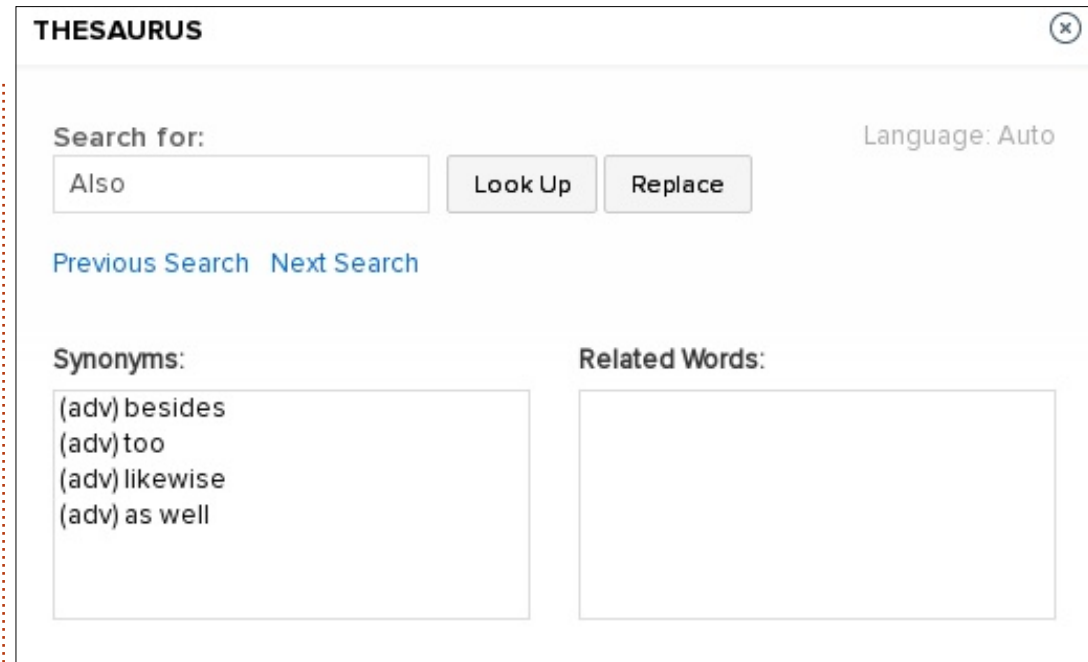 THESAURUS
Search for:
Language: Auto
Also
Look Up
Replace
Previous Search Next Search
Synonyms:
Related Words:
(adv) besides
(adv) too
(adv) likewise
(adv) as well